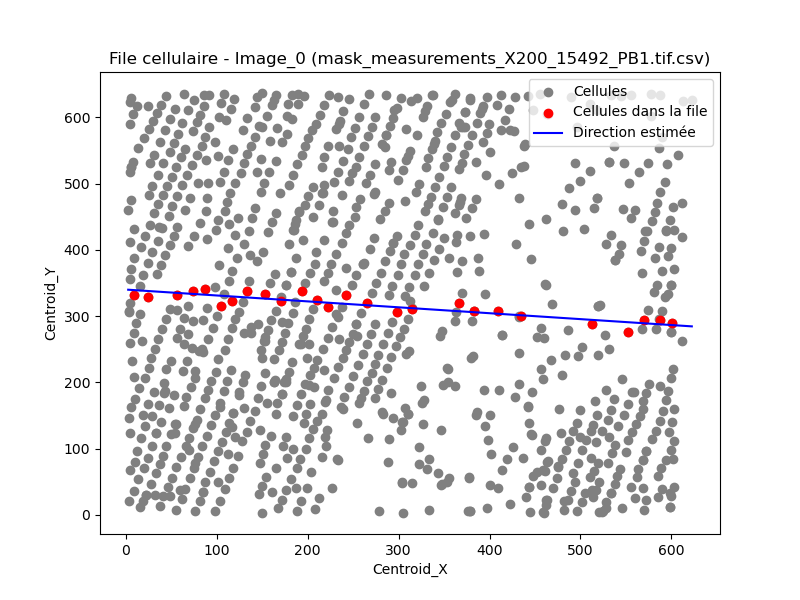 File cellulaire - Image_0 (mask_measurements_X200_15492_PB1.tif.csv)
Cellules
Cellules dans la file
Direction estimée
600
500
400
300
200
100
0
Centroid_Y
0 100 200 300 400 500 600
Centroid_X